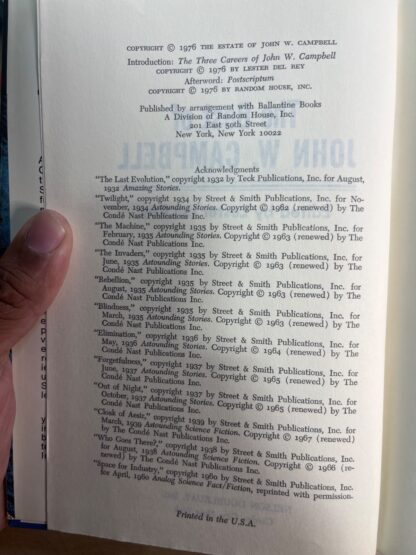 COPYRIGHT © 1976 THE ESTATE OF JOHN W. CAMPBELL
Introduction: The Three Careers of John W. Campbell
COPYRIGHT © 1976 BY LESTER DEL REY
Afterword: Postscriptum
COPYRIGHT © 1976 BY RANDOM HOUSE, INC.
Published by arrangement with Ballantine Books
A Division of Random House, Inc.
201 East 50th Street
New York, New York 10022
Acknowledgments
"The Last Evolution," copyright 1932 by Teck Publications, Inc. for August,
1932 Amazing Stories.
"Twilight," copyright 1934 by Street & Smith Publications, Inc. for No-
vember, 1934 Astounding Stories. Copyright © 1962 (renewed) by The
Condé Nast Publications Inc.
"The Machine," copyright 1935 by Street & Smith Publications, Inc. for
February, 1935 Astounding Stories. Copyright © 1963 (renewed) by The
Condé Nast Publications Inc.
"The Invaders," copyright 1935 by Street & Smith Publications, Inc. for
June, 1935 Astounding Stories. Copyright © 1963 (renewed) by The
Condé Nast Publications Inc.
"Rebellion," copyright 1935 by Street & Smith Publications, Inc. for
August, 1935 Astounding Stories. Copyright © 1963 (renewed) by The
Condé Nast Publications Inc.
"Blindness," copyright 1935 by Street & Smith Publications, Inc. for
March, 1935 Astounding Stories. Copyright © 1963 (renewed) by The
Condé Nast Publications Inc.
"Elimination," copyright 1936 by Street & Smith Publications, Inc. for
May, 1936 Astounding Stories. Copyright © 1964 (renewed) by The
Condé Nast Publications Inc.
"Forgetfulness," copyright 1937 by Street & Smith Publications, Inc. for
June, 1937 Astounding Stories. Copyright © 1965 (renewed) by The
Condé Nast Publications Inc.
"Out of Night," copyright 1937 by Street & Smith Publications, Inc. for
October, 1937 Astounding Stories. Copyright © 1965 (renewed) by The
Condé Nast Publications Inc.
"Cloak of Aesir," copyright 1939 by Street & Smith Publications, Inc. for
March, 1939 Astounding Science Fiction. Copyright © 1967 (renewed)
by The Condé Nast Publications Inc.
"Who Goes There?," copyright 1938 by Street & Smith Publications, Inc.
for August, 1938 Astounding Science Fiction. Copyright © 1966 (re-
newed) by The Condé Nast Publications Inc.
"Space for Industry," copyright 1960 by Street & Smith Publications, Inc.
for April, 1960 Analog Science Fact/Fiction, reprinted with permission.
Printed in the U.S.A.